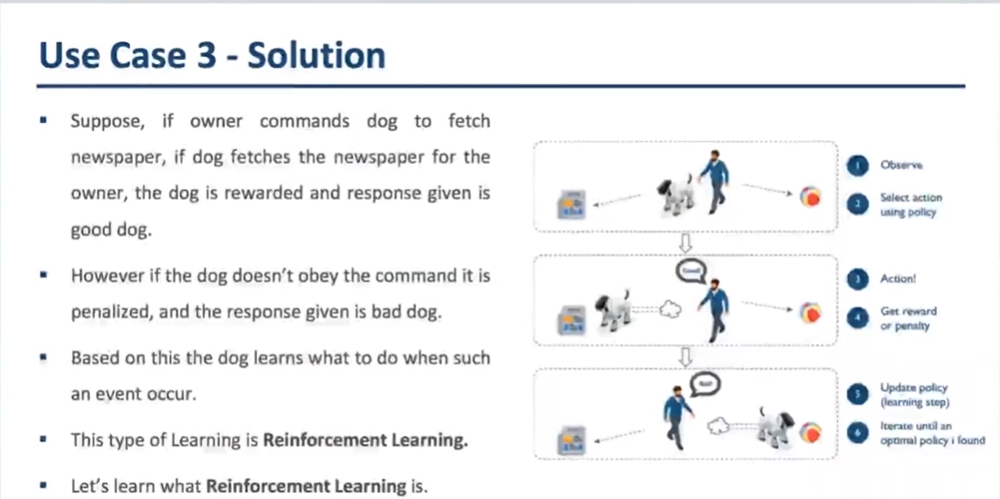 Use Case 3 - Solution
Suppose, if owner commands dog to fetch
newspaper, if dog fetches the newspaper for the
owner, the dog is rewarded and response given is
good dog.
However if the dog doesn't obey the command it is
penalized, and the response given is bad dog.
Based on this the dog learns what to do when such
an event occur.
This type of Learning is Reinforcement Learning.
Let's learn what Reinforcement Learning is.
1 Observe
2 Select action
using policy
3 Action!
4 Get reward
or penalty
5 Update policy
(learning step)
6 Iterate until an
optimal policy i found